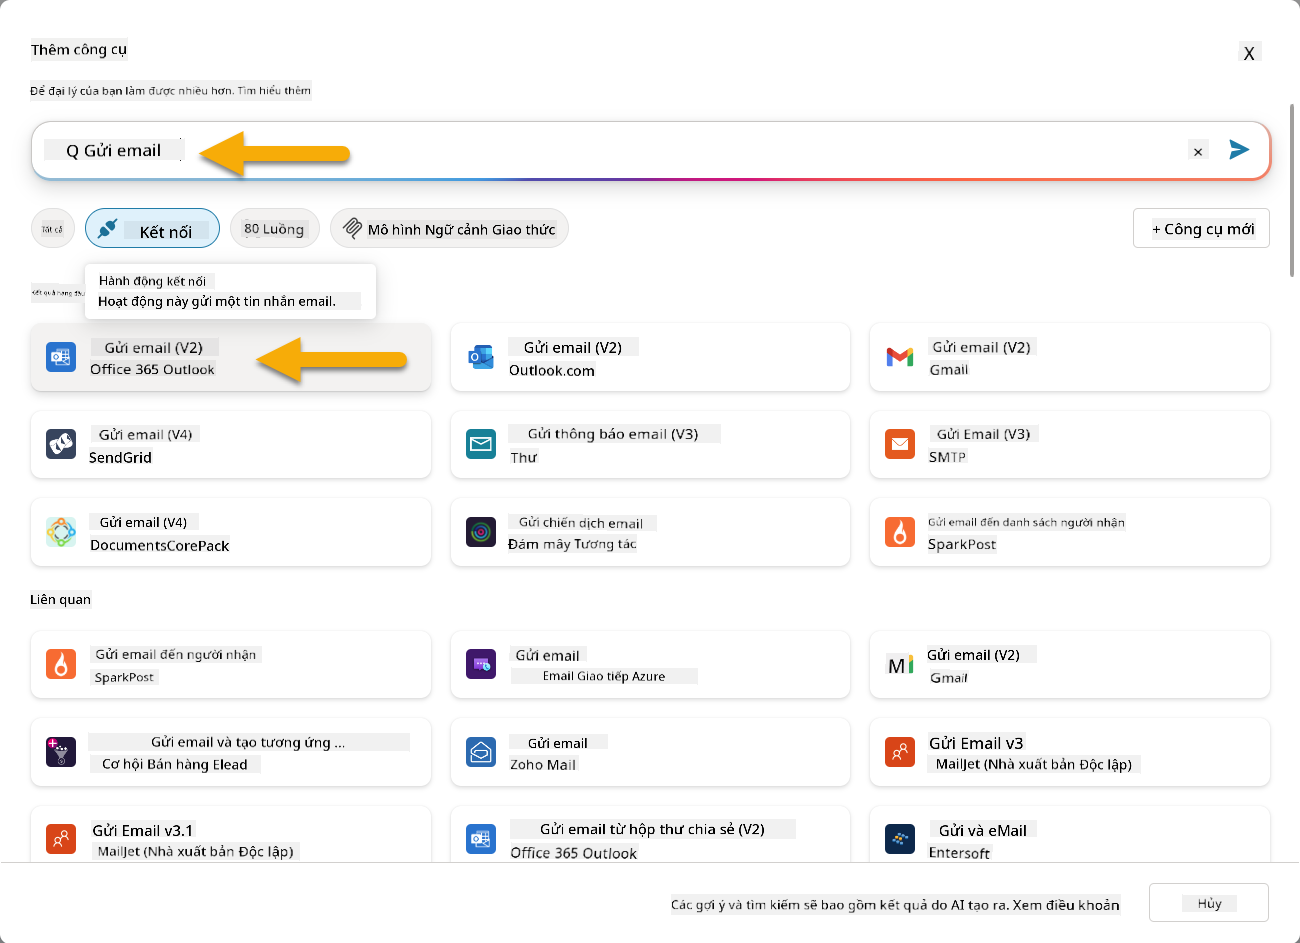 Thêm công cụ
X
Để đại lý của bạn làm được nhiều hơn. Tìm hiểu thêm
Q Gửi email
×
Tất cả
Kết nối
80 Luồng
Mô hình Ngữ cảnh Giao thức
+ Công cụ mới
Hành động kết nối
Hoạt động này gửi một tin nhắn email.
Kết quả hàng đầu
Gửi email (V2)
Office 365 Outlook
Gửi email (V2)
Outlook.com
Gửi email (V2)
Gmail
Gửi email (V4)
SendGrid
Gửi thông báo email (V3)
Thư
Gửi Email (V3)
SMTP
Gửi email (V4)
DocumentsCorePack
Gửi chiến dịch email
Đám mây Tương tác
Gửi email đến danh sách người nhận
SparkPost
Liên quan
Gửi email đến người nhận
SparkPost
Gửi email
Email Giao tiếp Azure
Gửi email (V2)
Gmail
Gửi email và tạo tương ứng ...
Cơ hội Bán hàng Elead
Gửi email
Zoho Mail
Gửi Email v3
MailJet (Nhà xuất bản Độc lập)
Gửi Email v3.1
MailJet (Nhà xuất bản Độc lập)
Gửi email từ hộp thư chia sẻ (V2)
Office 365 Outlook
Gửi và eMail
Entersoft
Các gợi ý và tìm kiếm sẽ bao gồm kết quả do AI tạo ra. Xem điều khoản
Hủy